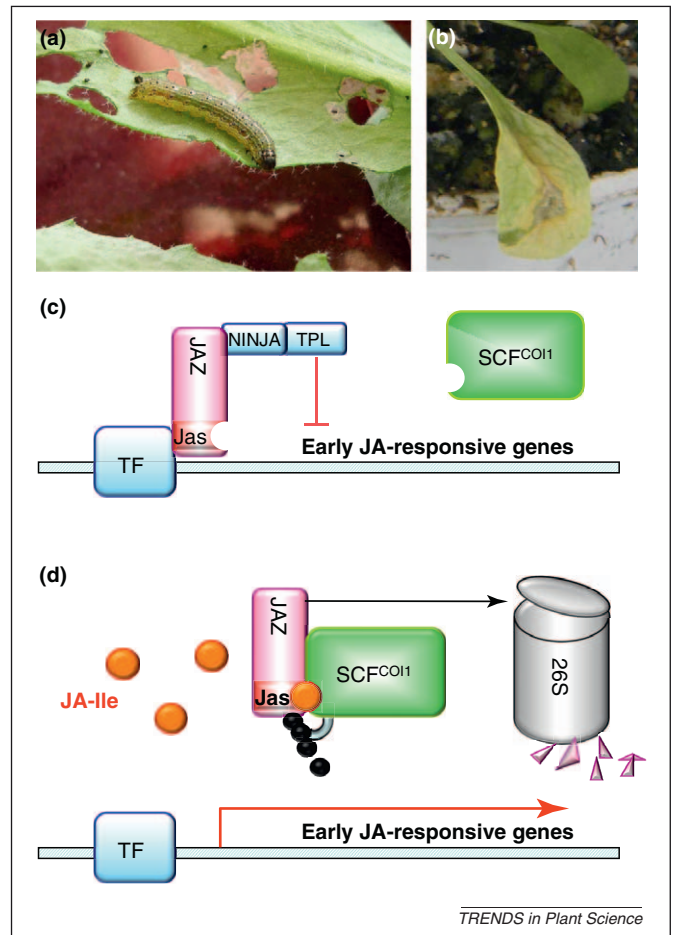 (a)
(b)
(c)
JAZ
NINJA
TPL
SCF^COI1
Jas
Early JA-responsive genes
TF
(d)
JAZ
SCF^COI1
26S
JA-Ile
Jas
Early JA-responsive genes
TF
TRENDS in Plant Science